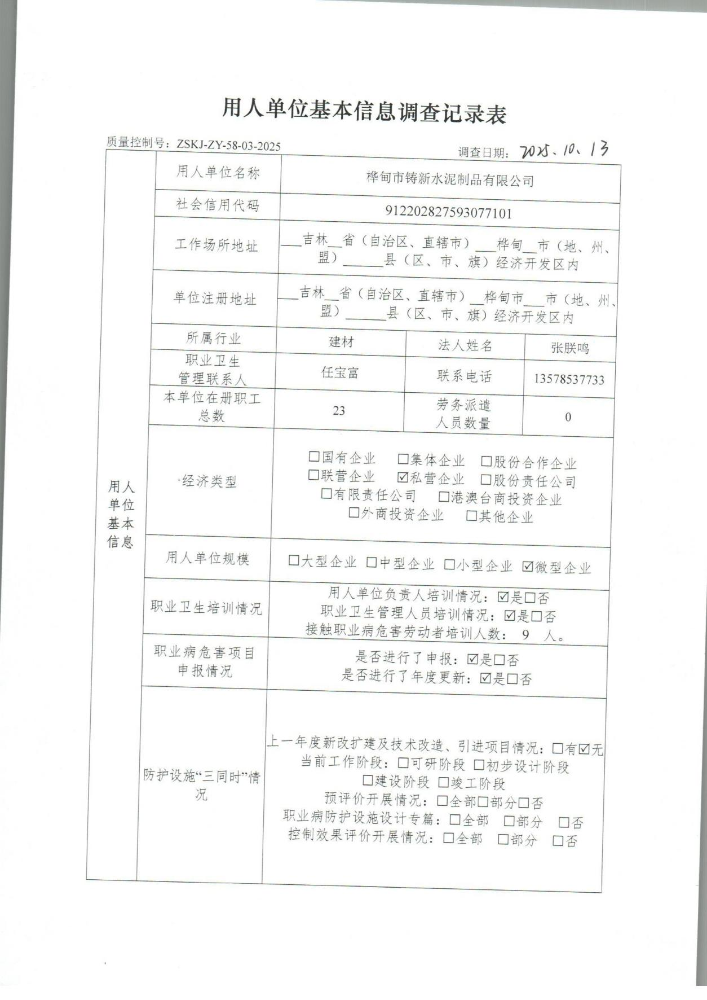 用人单位基本信息调查记录表
质量控制号：ZSKJ-ZY-58-03-2025
调查日期：2025.10.13
用人单位基本信息
用人单位名称 桦甸市铸新水泥制品有限公司
社会信用代码 912202827593077101
工作场所地址 ___吉林__省（自治区、直辖市）___桦甸__市（地、州、
盟）______县（区、市、旗）经济开发区内
单位注册地址 ___吉林__省（自治区、直辖市）__桦甸市___市（地、州、
盟）______县（区、市、旗）经济开发区内
所属行业 建材 法人姓名 张朕鸣
职业卫生
管理联系人 任宝富 联系电话 13578537733
本单位在册职工
总数 23 劳务派遣
人员数量 0
经济类型
□国有企业 □集体企业 □股份合作企业
□联营企业 ☑私营企业 □股份责任公司
□有限责任公司 □港澳台商投资企业
□外商投资企业 □其他企业
用人单位规模 □大型企业 □中型企业 □小型企业 ☑微型企业
职业卫生培训情况
用人单位负责人培训情况：☑是□否
职业卫生管理人员培训情况：☑是□否
接触职业病危害劳动者培训人数： 9 人。
职业病危害项目
申报情况
是否进行了申报：☑是□否
是否进行了年度更新：☑是□否
防护设施“三同时”情
况
上一年度新改扩建及技术改造、引进项目情况：□有☑无
当前工作阶段：□可研阶段 □初步设计阶段
□建设阶段 □竣工阶段
预评价开展情况：□全部□部分□否
职业病防护设施设计专篇：□全部 □部分 □否
控制效果评价开展情况：□全部 □部分 □否